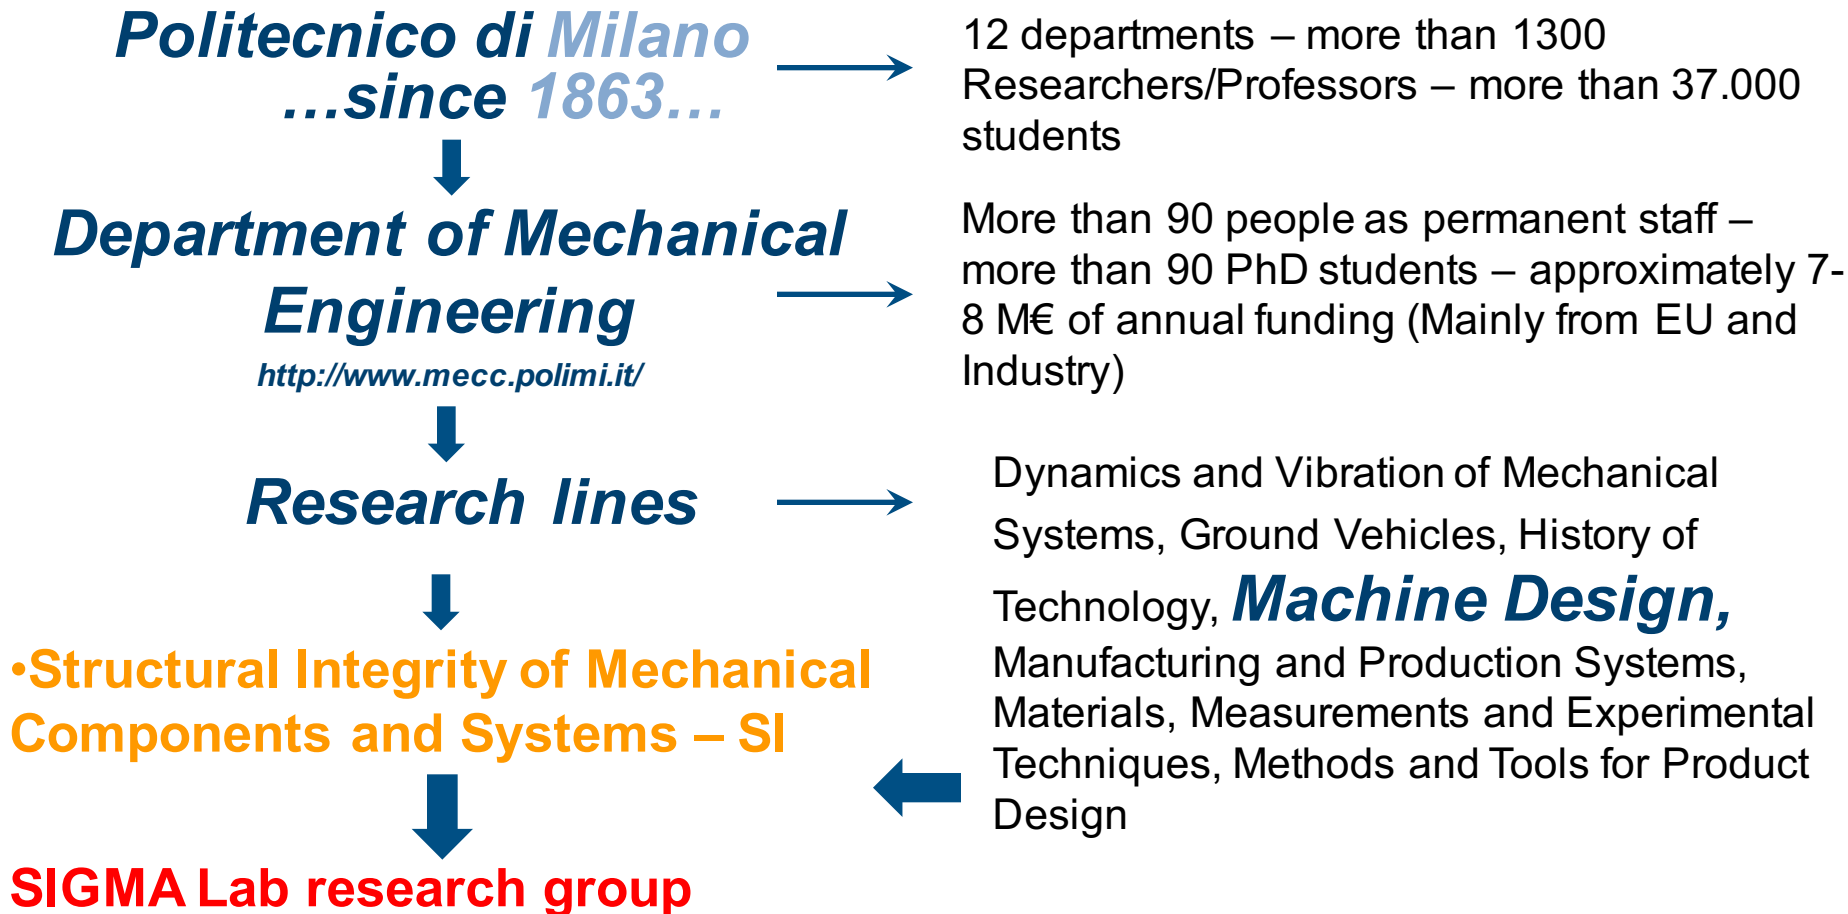 Politecnico di Milano
…since 1863…
12 departments – more than 1300
Researchers/Professors – more than 37.000
students
Department of Mechanical
Engineering
http://www.mecc.polimi.it/
More than 90 people as permanent staff –
more than 90 PhD students – approximately 7-
8 M€ of annual funding (Mainly from EU and
Industry)
Research lines
Dynamics and Vibration of Mechanical
Systems, Ground Vehicles, History of
Technology, Machine Design,
Manufacturing and Production Systems,
Materials, Measurements and Experimental
Techniques, Methods and Tools for Product
Design
•Structural Integrity of Mechanical
Components and Systems – SI
SIGMA Lab research group